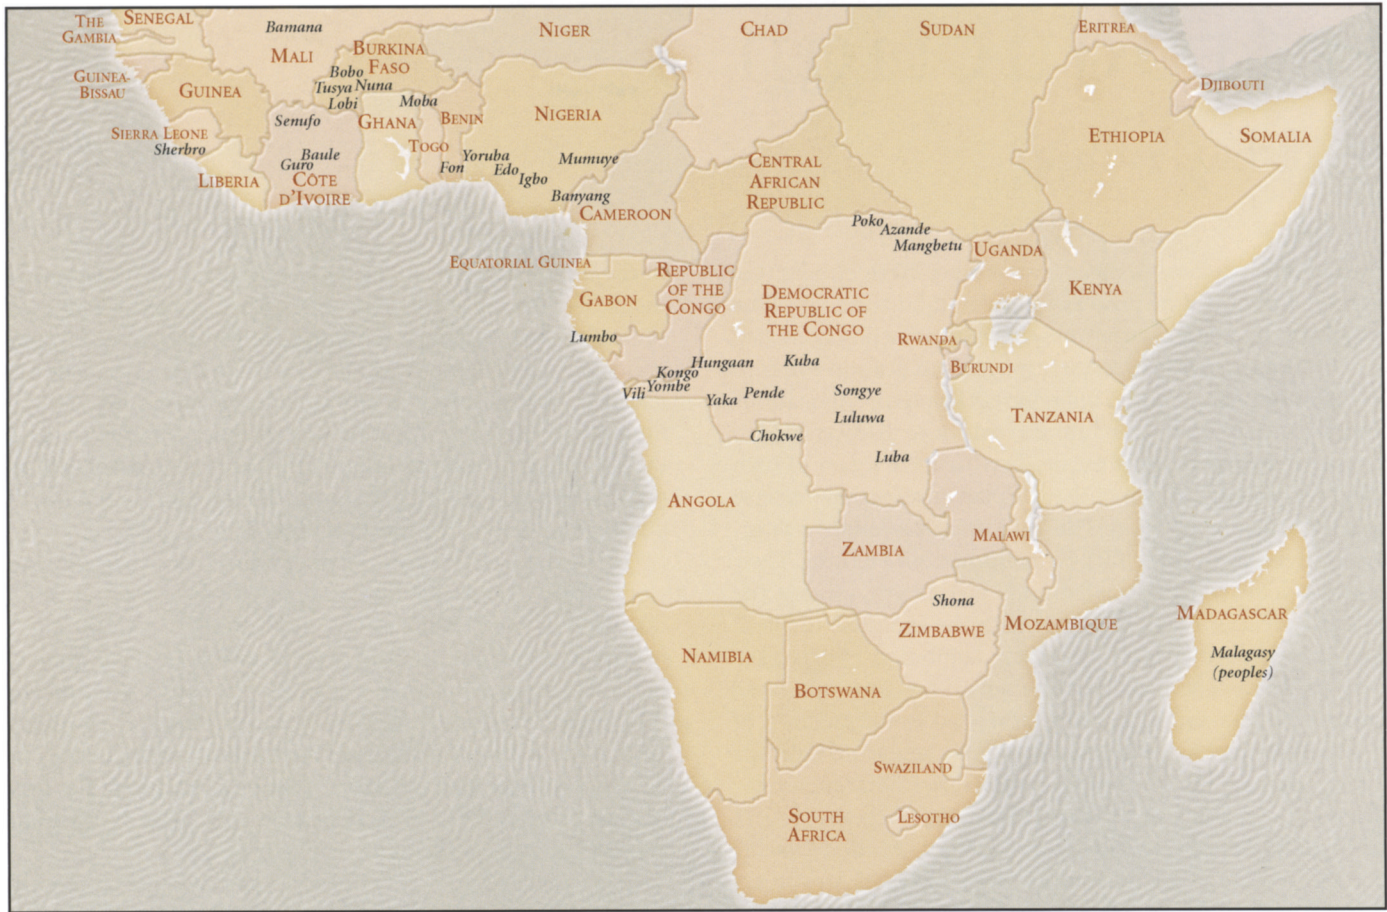 THE
GAMBIA
SENEGAL
Bamana
MALI
NIGER
CHAD
SUDAN
ERITREA
GUINEA-
BISSAU
GUINEA
BURKINA
FASO
Bobo
Tusya
Nuna
Lobi
Moba
DJIBOUTI
SIERRA LEONE
Sherbro
Senufo
GHANA
BENIN
TOGO
NIGERIA
ETHIOPIA
SOMALIA
LIBERIA
Baule
Guro
CÔTE
D'IVOIRE
Fon
Yoruba
Edo
Igbo
Mumuye
Banyang
CAMEROON
CENTRAL
AFRICAN
REPUBLIC
Poko
Azande
Mangbetu
UGANDA
KENYA
EQUATORIAL GUINEA
GABON
REPUBLIC
OF THE
CONGO
DEMOCRATIC
REPUBLIC OF
THE CONGO
RWANDA
BURUNDI
Lumbo
Hungaan
Kongo
Yombe
Vili
Yaka
Pende
Kuba
Songye
Luluwa
Chokwe
Luba
TANZANIA
ANGOLA
ZAMBIA
MALAWI
Shona
ZIMBABWE
MOZAMBIQUE
MADAGASCAR
Malagasy
(peoples)
NAMIBIA
BOTSWANA
SWAZILAND
SOUTH
AFRICA
LESOTHO